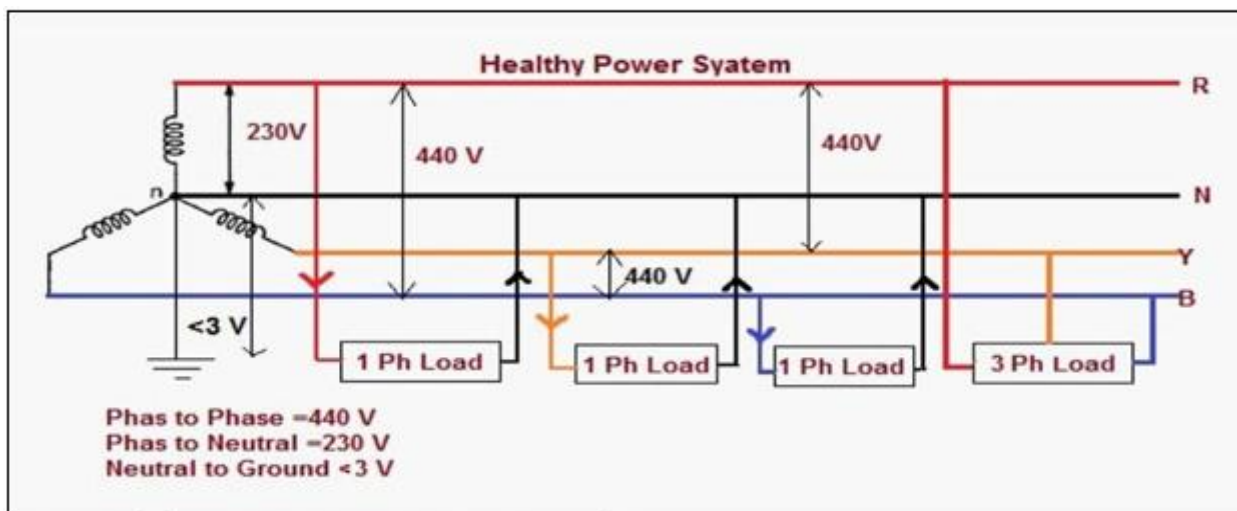 Healthy Power Syatem
R
230V
440 V
440V
n
N
Y
440 V
B
<3 V
1 Ph Load
1 Ph Load
1 Ph Load
3 Ph Load
Phas to Phase =440 V
Phas to Neutral =230 V
Neutral to Ground <3 V